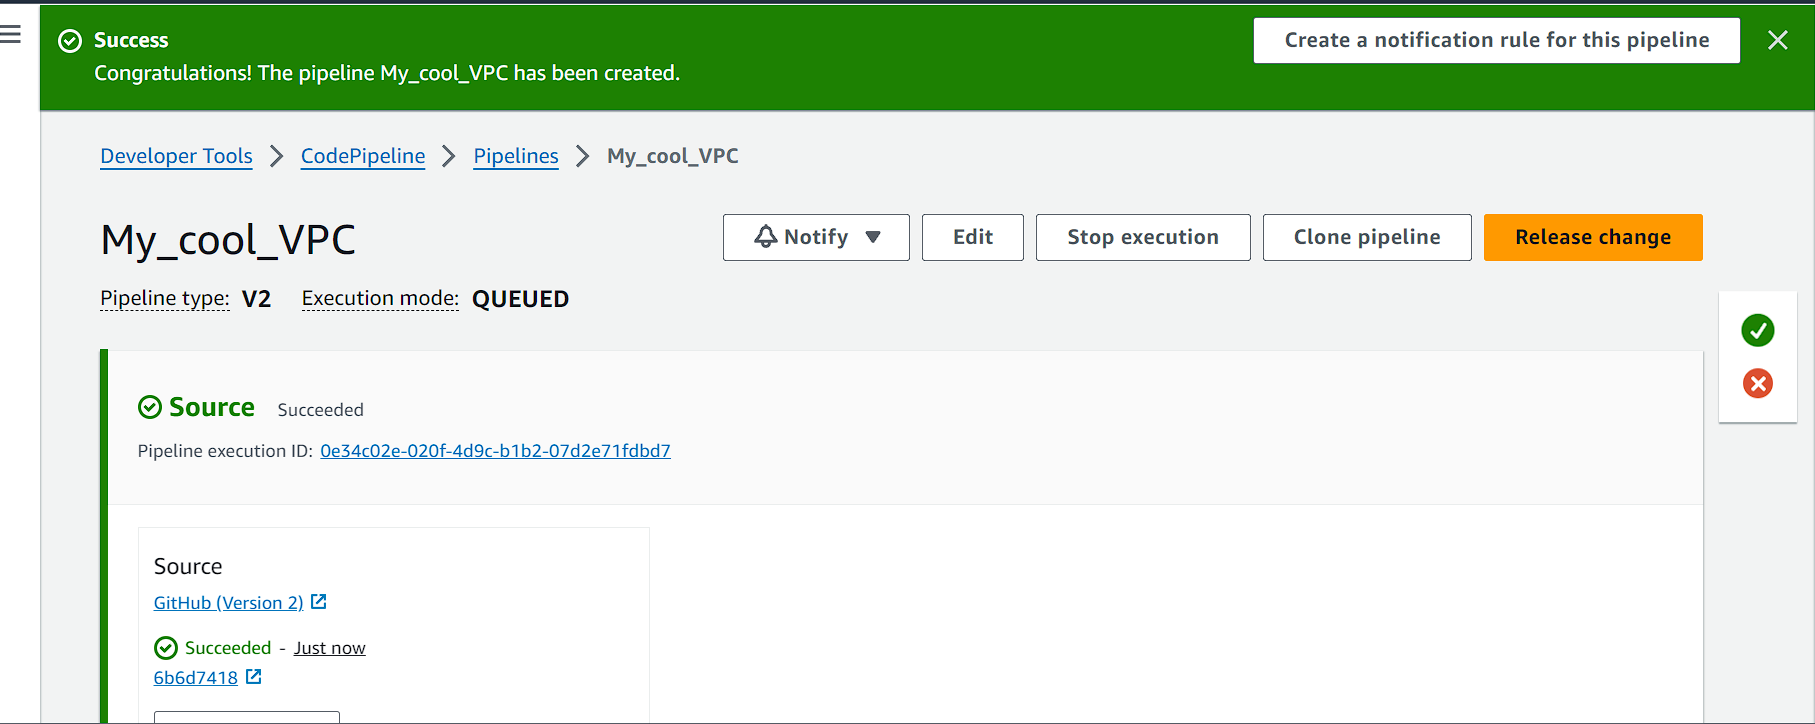 Success
Create a notification rule for this pipeline
Congratulations! The pipeline My_cool_VPC has been created.
Developer Tools
CodePipeline
Pipelines
My_cool_VPC
My_cool_VPC
Notify
Edit
Stop execution
Clone pipeline
Release change
Pipeline type: V2 Execution mode: QUEUED
Source Succeeded
Pipeline execution ID: 0e34c02e-020f-4d9c-b1b2-07d2e71fdbd7
Source
GitHub (Version 2)
Succeeded - Just now
6b6d7418